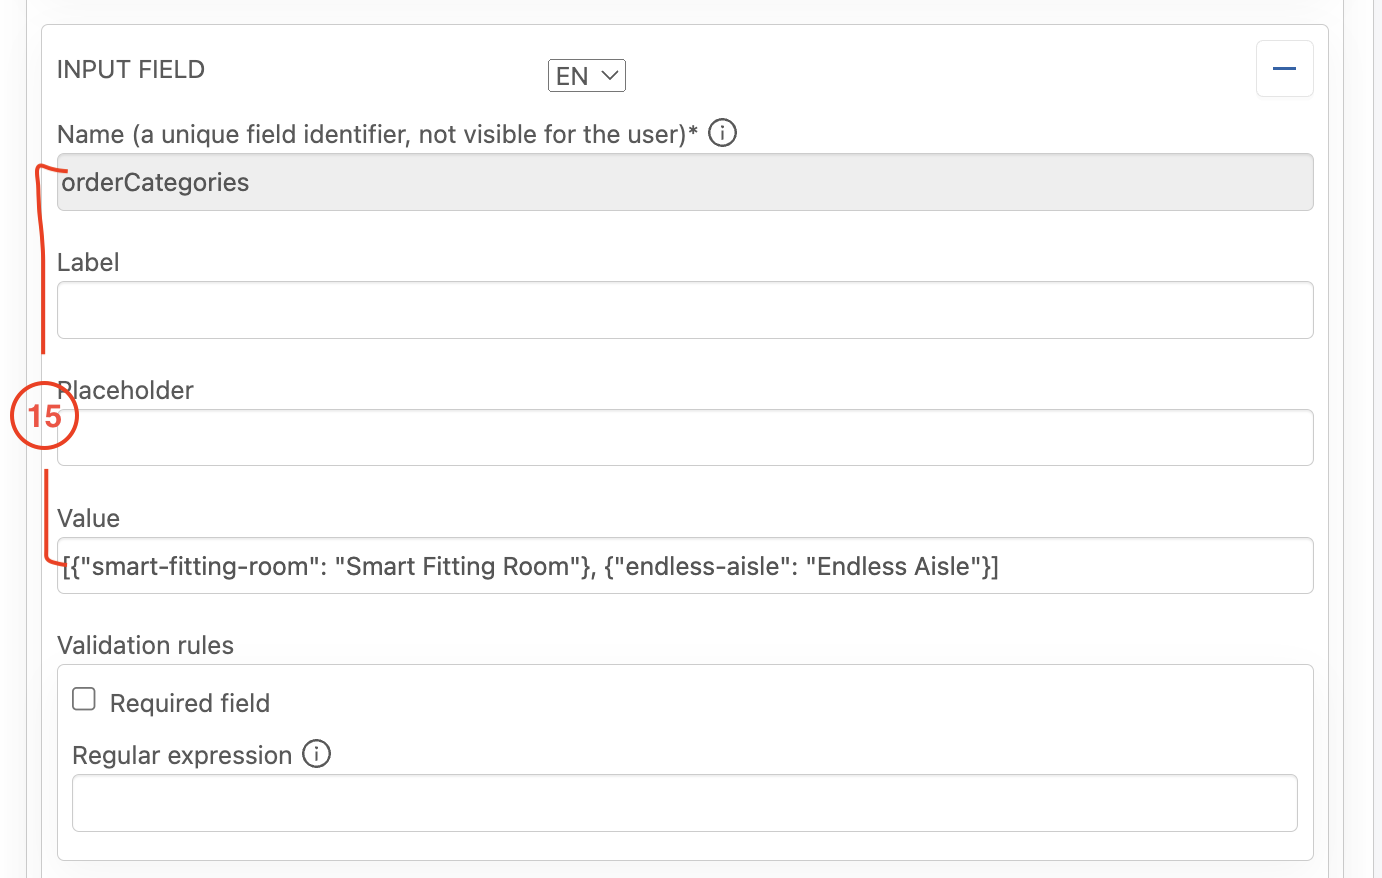 INPUT FIELD
EN
Name (a unique field identifier, not visible for the user)*
orderCategories
Label
Placeholder
15
Value
[{"smart-fitting-room": "Smart Fitting Room"}, {"endless-aisle": "Endless Aisle"}]
Validation rules
Required field
Regular expression